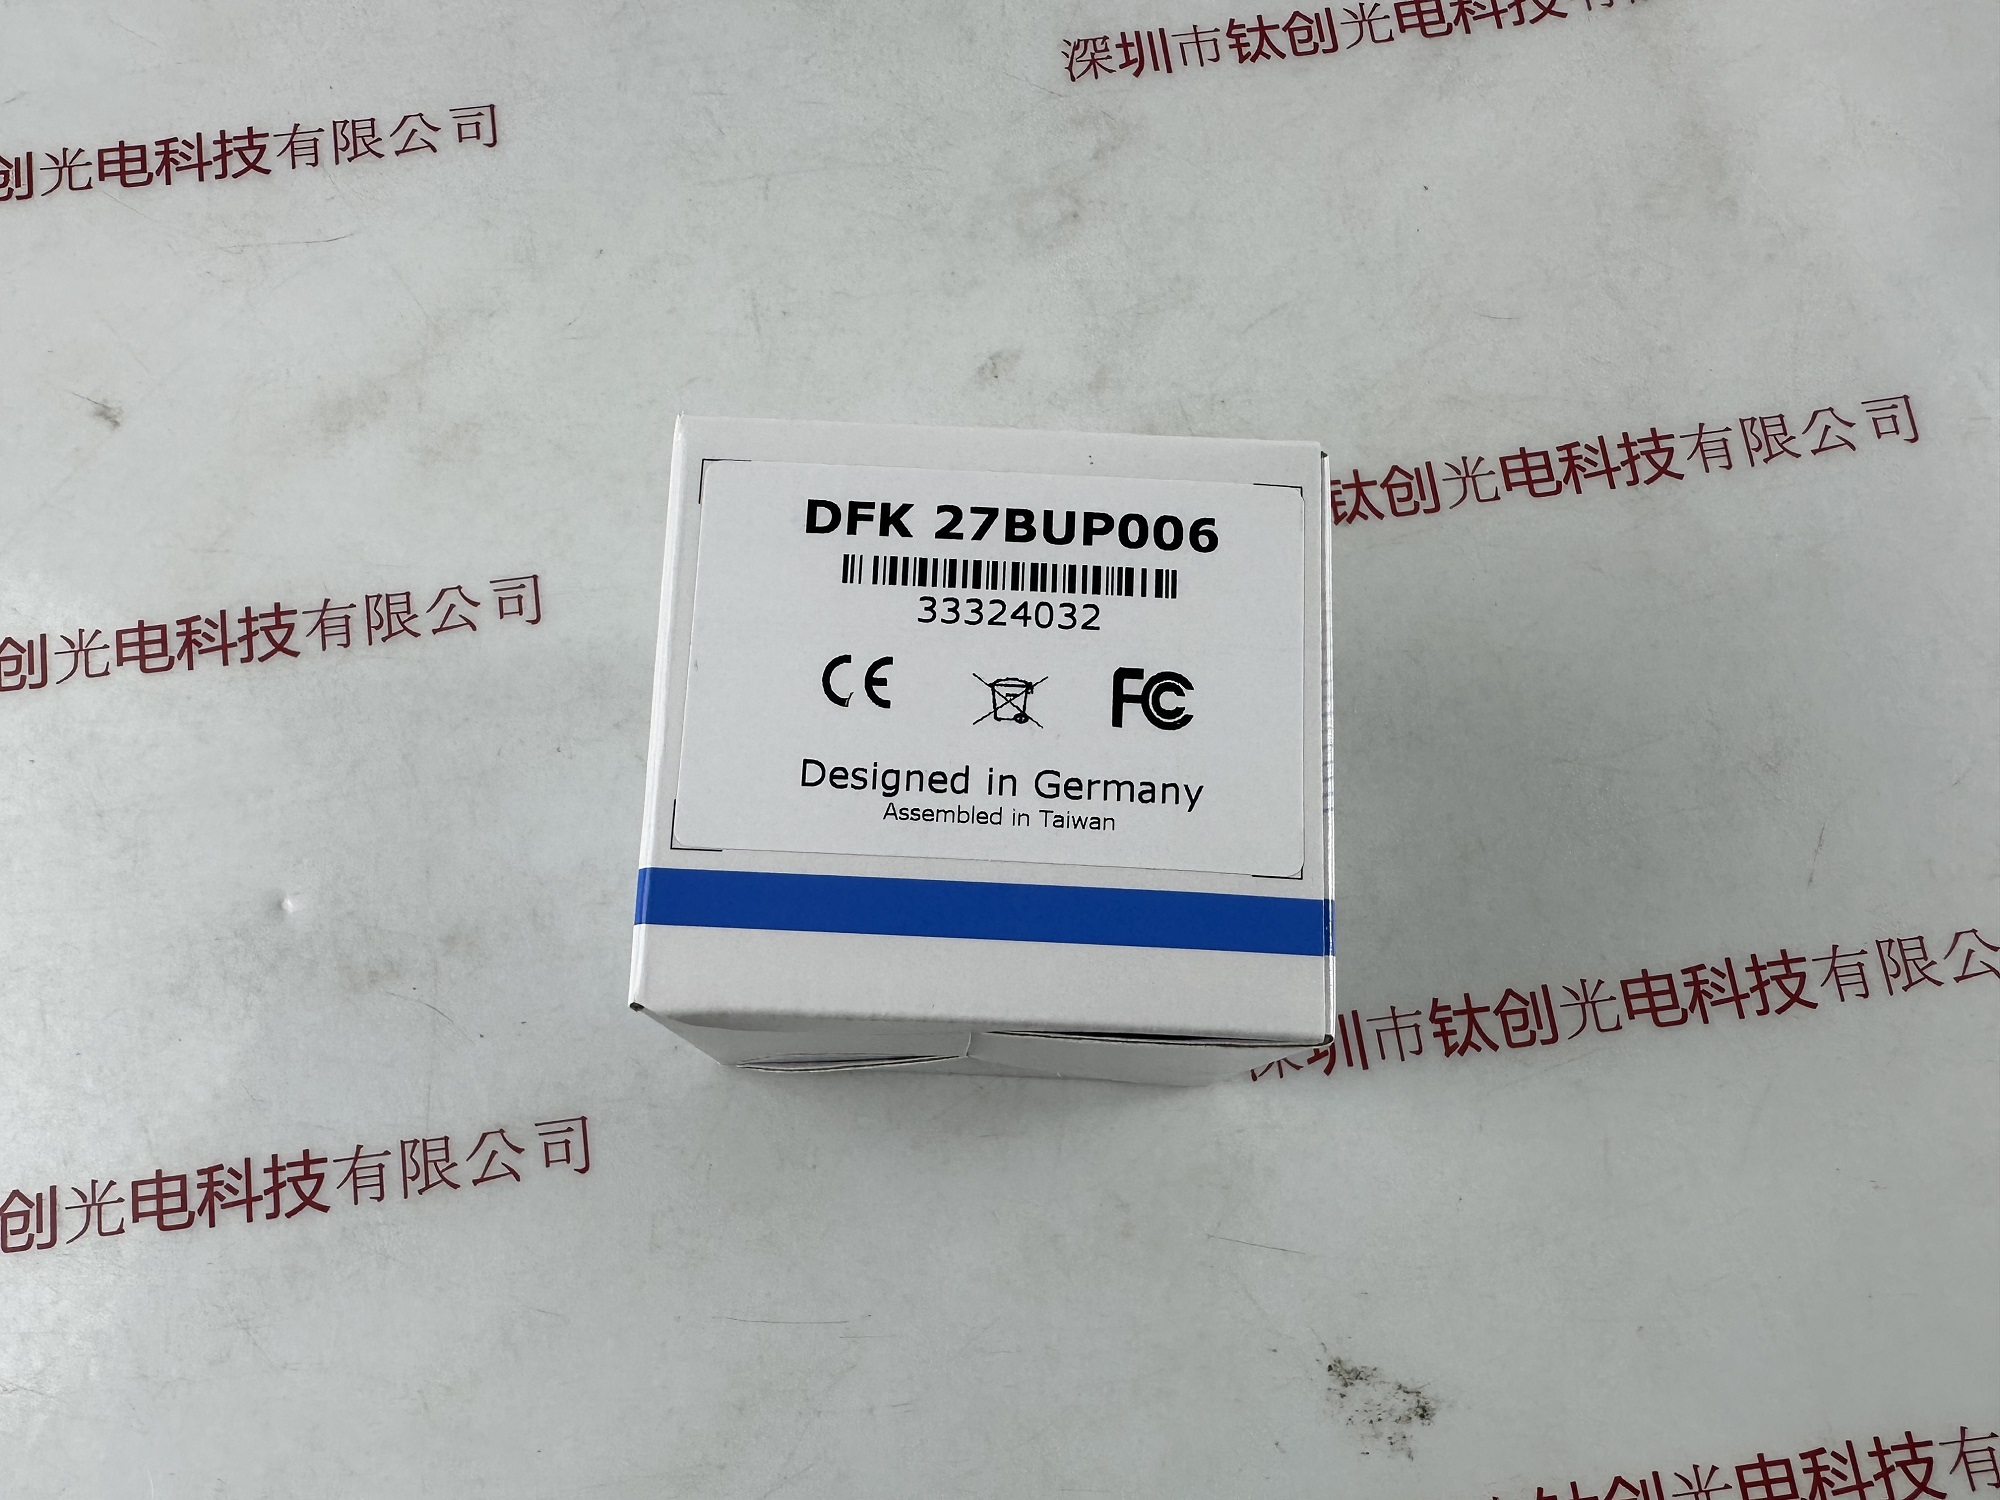 深圳市钛创光电科技有限
创光电科技有限公司
钛创光电科技有限公司
DFK 27BUP006
33324032
CE
FC
Designed in Germany
Assembled in Taiwan
创光电科技有限公司
深圳市钛创光电科技有限公
创光电科技有限公司
钛创光电科技有